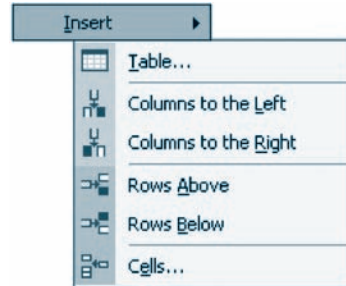 Insert
Table...
Columns to the Left
Columns to the Right
Rows Above
Rows Below
Cells...